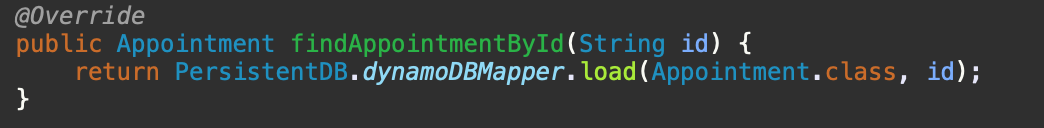 @Override
public Appointment findAppointmentById(String id) {
    return PersistentDB.dynamoDBMapper.load(Appointment.class, id);
}